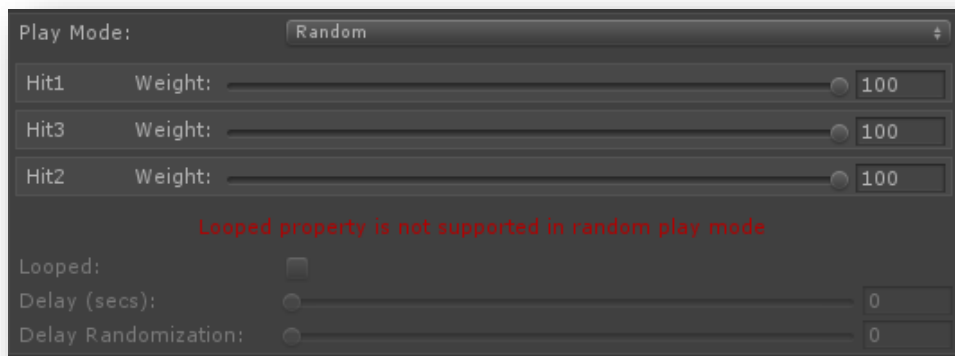 Play Mode: Random
Hit1 Weight: 100
Hit3 Weight: 100
Hit2 Weight: 100
Looped property is not supported in random play mode
Looped:
Delay (secs): 0
Delay Randomization: 0